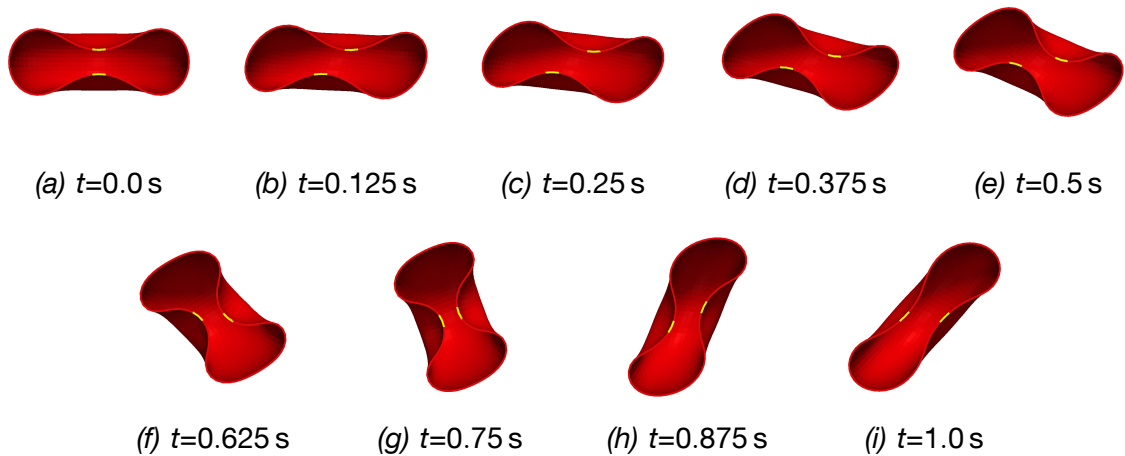 (a) t=0.0 s (b) t=0.125 s (c) t=0.25 s (d) t=0.375 s (e) t=0.5 s
(f) t=0.625 s (g) t=0.75 s (h) t=0.875 s (i) t=1.0 s